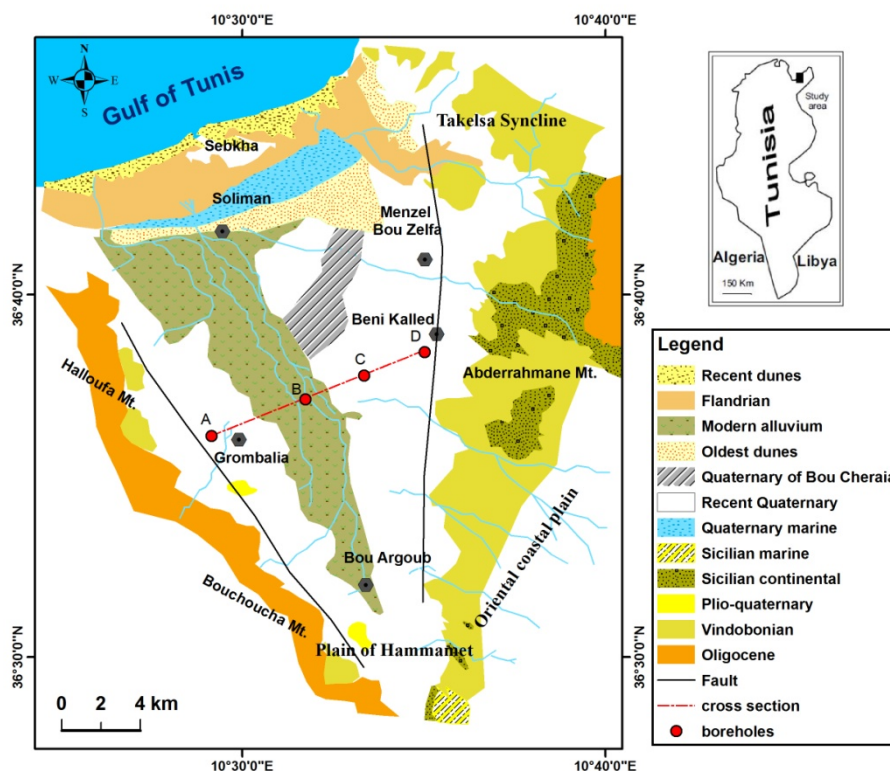 10°30'0"E
10°40'0"E
N
W
E
S
Gulf of Tunis
Sebkha
Takelsa Syncline
Soliman
Menzel
Bou Zelfa
36°40'0"N
36°40'0"N
Beni Kalled
D
C
B
A
Abderrahmane Mt.
Halloufa Mt.
Grombalia
Bou Argoub
Oriental coastal plain
Bouchoucha Mt.
Plain of Hammamet
36°30'0"N
36°30'0"N
0 2 4 km
10°30'0"E
10°40'0"E
Study
area
Tunisia
Algeria
Libya
150 Km
Legend
Recent dunes
Flandrian
Modern alluvium
Oldest dunes
Quaternary of Bou Cheraia
Recent Quaternary
Quaternary marine
Sicilian marine
Sicilian continental
Plio-quaternary
Vindobonian
Oligocene
Fault
cross section
boreholes